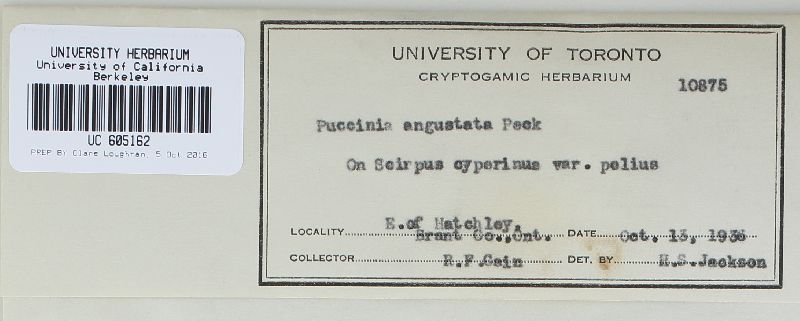 UNIVERSITY HERBARIUM
University of California
Berkeley
UC 605162
PREP BY Clare Loughran, 5 Oct 2016
UNIVERSITY OF TORONTO
CRYPTOGAMIC HERBARIUM
10875
Puccinia angustata Peck
On Scirpus cyperinus var. pelius
E. of Hatchley,
LOCALITY Brant Co., Ont. DATE Oct. 13, 1936
COLLECTOR R.F.Cain DET. BY H.S.Jackson